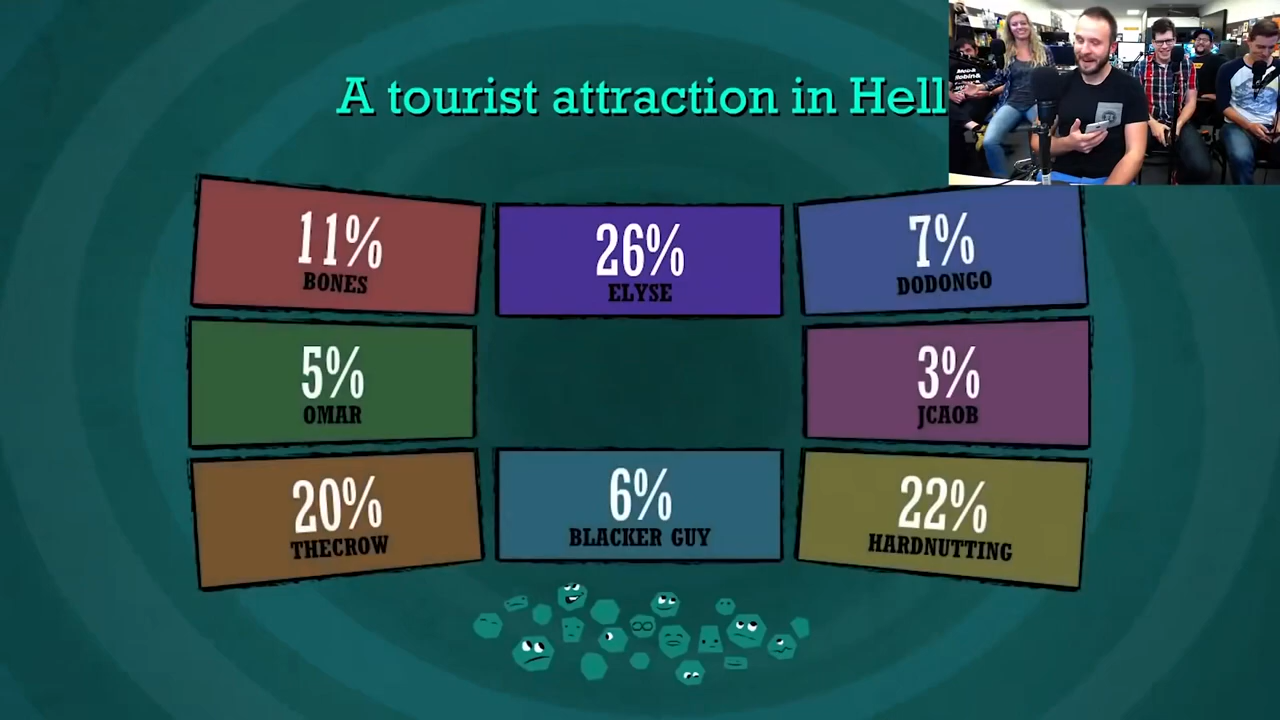 A tourist attraction in Hell
11%
BONES
26%
ELYSE
7%
DODONGO
5%
OMAR
3%
JCAOB
20%
THECROW
6%
BLACKER GUY
22%
HARDNUTTING